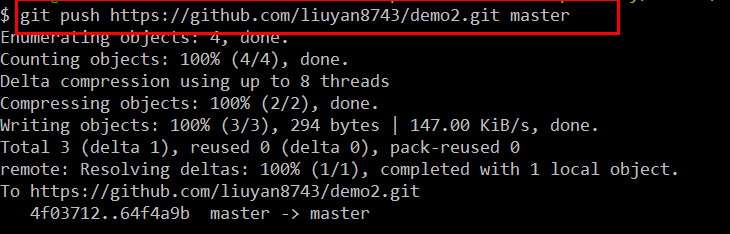 $ git push https://github.com/liuyan8743/demo2.git master
Enumerating objects: 4, done.
Counting objects: 100% (4/4), done.
Delta compression using up to 8 threads
Compressing objects: 100% (2/2), done.
Writing objects: 100% (3/3), 294 bytes | 147.00 KiB/s, done.
Total 3 (delta 1), reused 0 (delta 0), pack-reused 0
remote: Resolving deltas: 100% (1/1), completed with 1 local object.
To https://github.com/liuyan8743/demo2.git
   4f03712..64f4a9b  master -> master